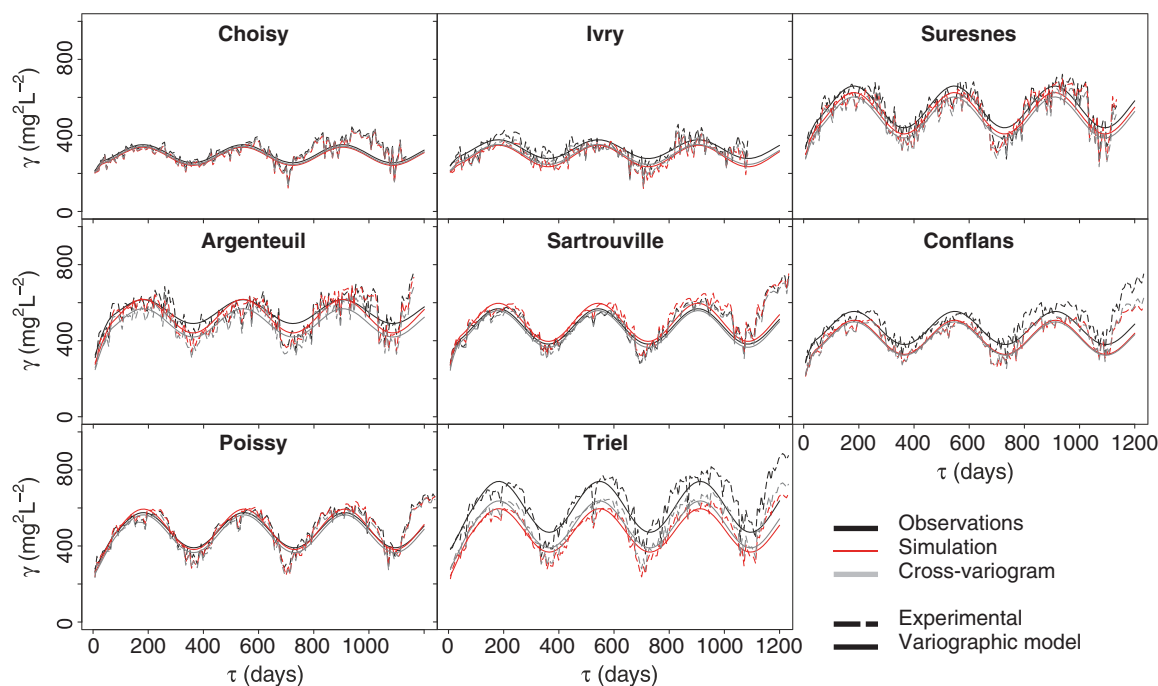 Choisy
Ivry
Suresnes
γ (mg²L⁻²)
0 400 800
Argenteuil
Sartrouville
Conflans
γ (mg²L⁻²)
0 400 800
Poissy
Triel
γ (mg²L⁻²)
0 400 800
0 200 400 600 800 1000 1200
τ (days)
0 200 400 600 800 1000
τ (days)
0 200 400 600 800 1000 1200
τ (days)
Observations
Simulation
Cross-variogram
Experimental
Variographic model